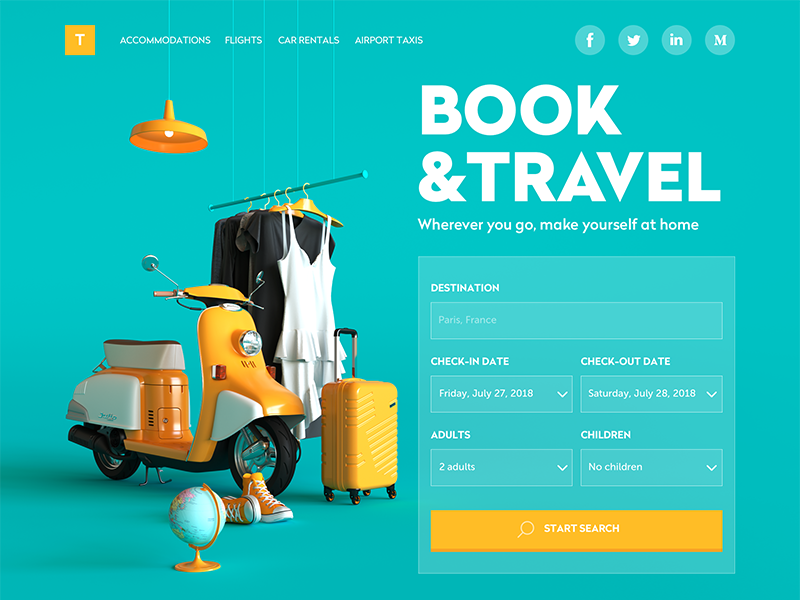 T
ACCOMMODATIONS FLIGHTS CAR RENTALS AIRPORT TAXIS
f in M
BOOK
&TRAVEL
Wherever you go, make yourself at home
DESTINATION
Paris, France
CHECK-IN DATE CHECK-OUT DATE
Friday, July 27, 2018 Saturday, July 28, 2018
ADULTS CHILDREN
2 adults No children
START SEARCH